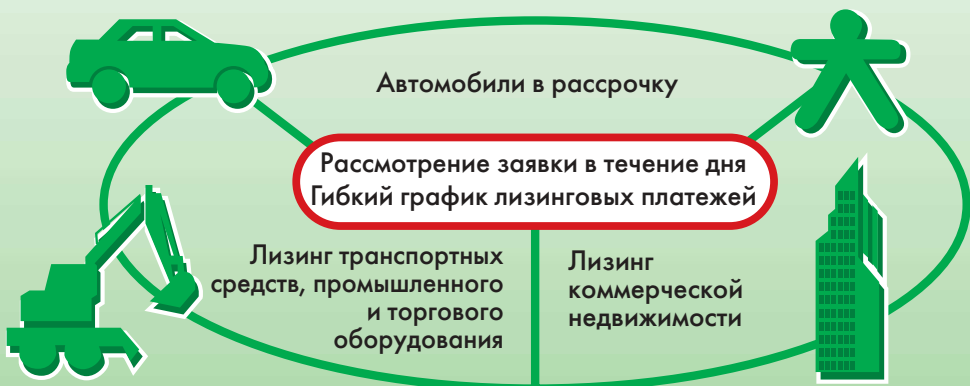 Автомобили в рассрочку
Рассмотрение заявки в течение дня
Гибкий график лизинговых платежей
Лизинг транспортных
средств, промышленного
и торгового
оборудования
Лизинг
коммерческой
недвижимости